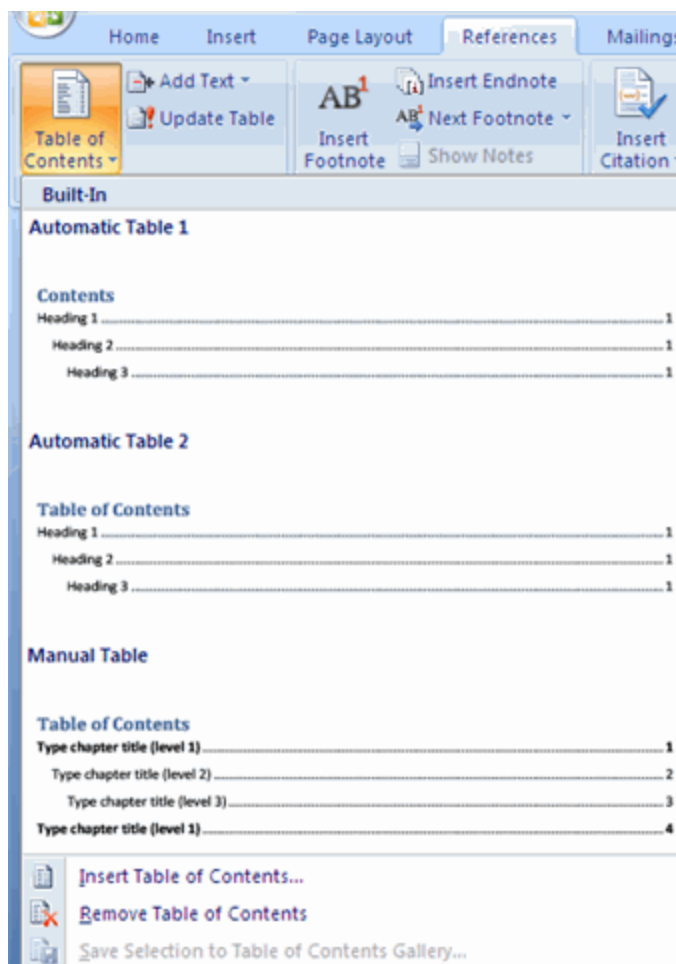 Home Insert Page Layout References Mailings
Add Text
Update Table
Table of
Contents
AB1
Insert
Footnote
Insert Endnote
AB1 Next Footnote
Show Notes
Insert
Citation
Built-In
Automatic Table 1
Contents
Heading 1 ... 1
Heading 2 ... 1
Heading 3 ... 1
Automatic Table 2
Table of Contents
Heading 1 ... 1
Heading 2 ... 1
Heading 3 ... 1
Manual Table
Table of Contents
Type chapter title (level 1) ... 1
Type chapter title (level 2) ... 2
Type chapter title (level 3) ... 3
Type chapter title (level 1) ... 4
Insert Table of Contents...
Remove Table of Contents
Save Selection to Table of Contents Gallery...